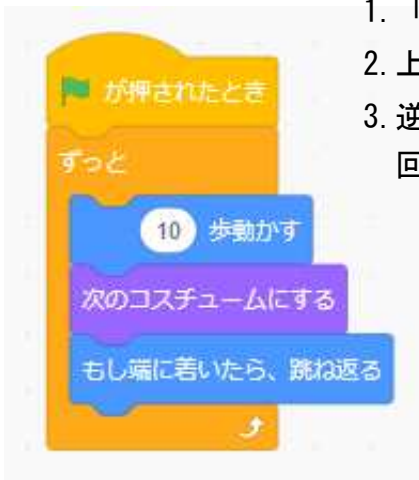 1. 「
2. 上
3. 逆
回
が押されたとき
ずっと
10 歩動かす
次のコスチュームにする
もし端に着いたら、跳ね返る